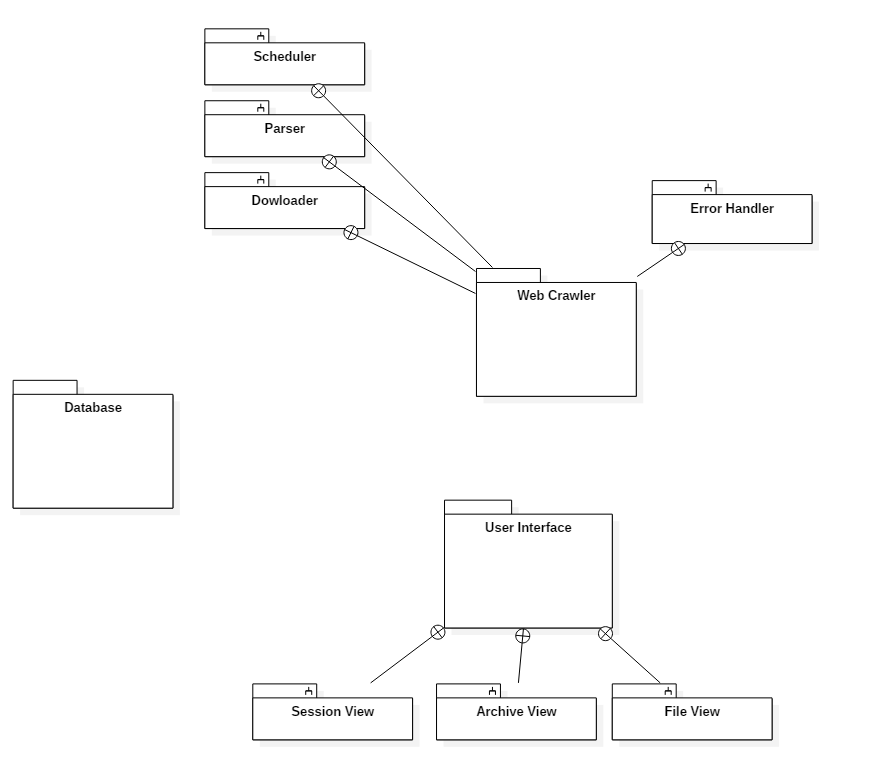 Scheduler
Parser
Dowloader
Error Handler
Web Crawler
Database
User Interface
Session View
Archive View
File View